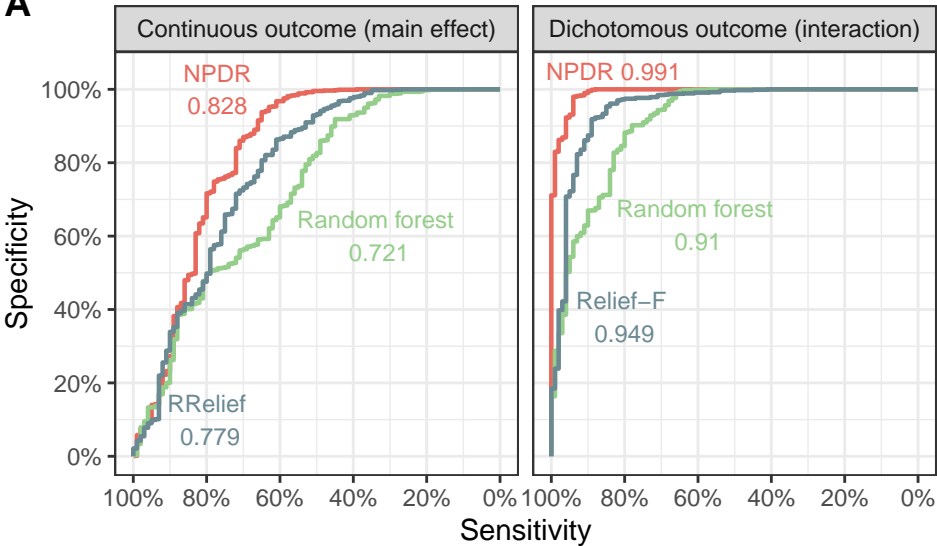 A
Continuous outcome (main effect)
Dichotomous outcome (interaction)
NPDR
0.828
Random forest
0.721
RRelief
0.779
NPDR 0.991
Random forest
0.91
Relief−F
0.949
Specificity
100%
80%
60%
40%
20%
0%
100% 80% 60% 40% 20% 0%
100% 80% 60% 40% 20% 0%
Sensitivity